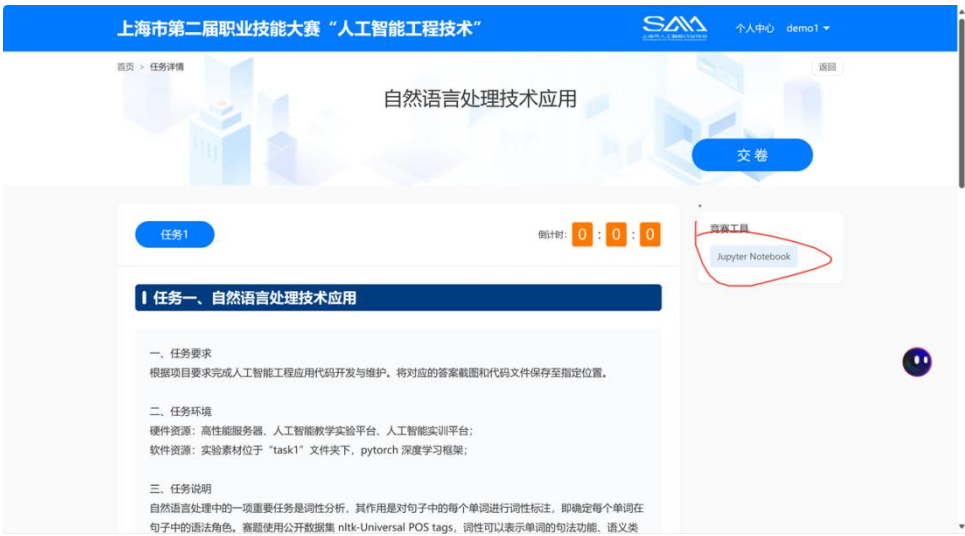 上海市第二届职业技能大赛“人工智能工程技术”
SAIA
个人中心 demo1
首页 > 任务详情
返回
自然语言处理技术应用
交卷
任务1
倒计时: 0 : 0 : 0
竞赛工具
Jupyter Notebook
任务一、自然语言处理技术应用
一、任务要求
根据项目要求完成人工智能工程应用代码开发与维护。将对应的答案截图和代码文件保存至指定位置。
二、任务环境
硬件资源：高性能服务器、人工智能教学实验平台、人工智能实训平台；
软件资源：实验素材位于“task1”文件夹下，pytorch 深度学习框架；
三、任务说明
自然语言处理中的一项重要任务是词性分析，其作用是对句子中的每个单词进行词性标注，即确定每个单词在
句子中的语法角色。赛题使用公开数据集 nltk-Universal POS tags，词性可以表示单词的句法功能、语义类